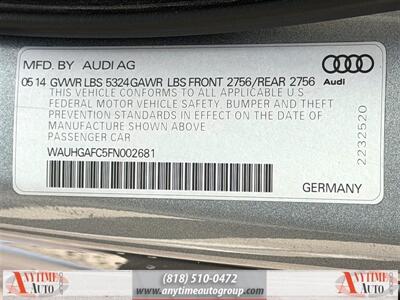 MFD. BY AUDI AG
Audi
05 14 GVWR LBS 5324GAWR LBS FRONT 2756/REAR 2756
THIS VEHICLE CONFORMS TO ALL APPLICABLE U.S.
FEDERAL MOTOR VEHICLE SAFETY, BUMPER AND THEFT
PREVENTION STANDARDS IN EFFECT ON THE DATE OF
MANUFACTURE SHOWN ABOVE.
PASSENGER CAR
WAUHGAFC5FN002681
GERMANY
2232520
ANYTIME
AUTO
(818) 510-0472
www.anytimeautogroup.com
ANYTIME
AUTO